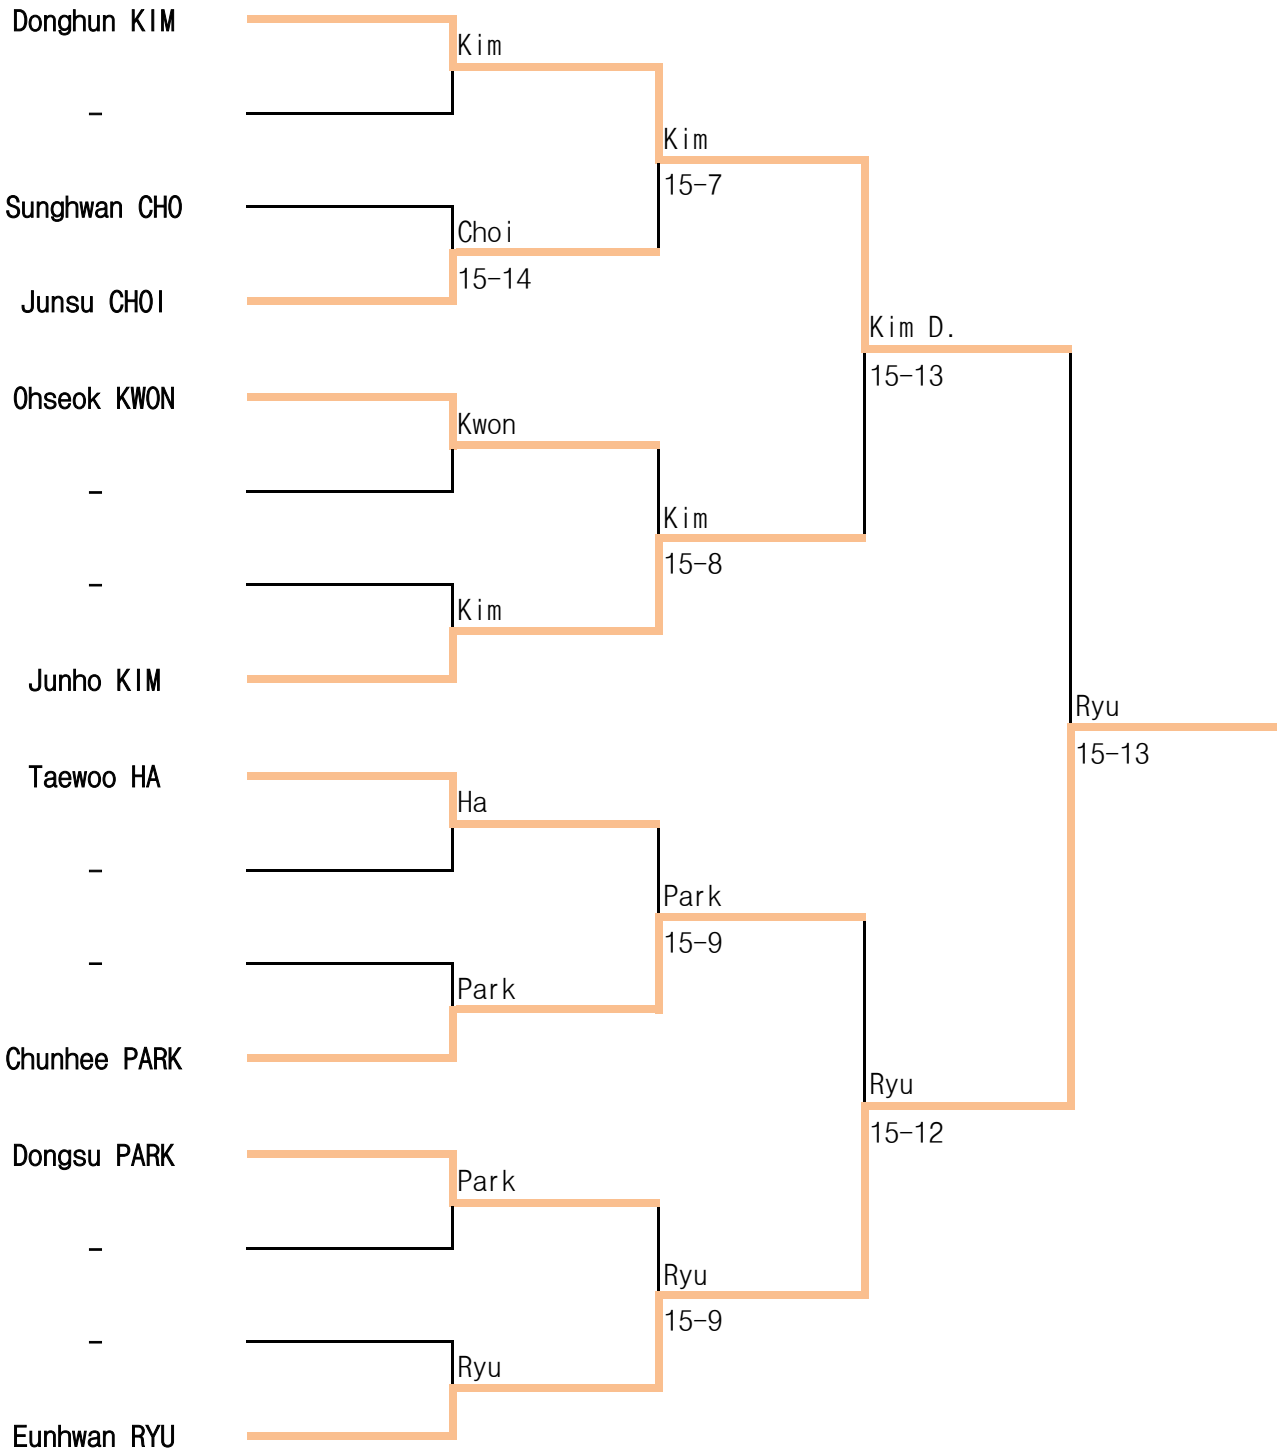 Donghun KIM
Kim
-
Kim
15-7
Sunghwan CHO
Choi
15-14
Junsu CHOI
Kim D.
15-13
Ohseok KWON
Kwon
-
Kim
15-8
-
Kim
Junho KIM
Ryu
15-13
Taewoo HA
Ha
-
Park
15-9
-
Park
Chunhee PARK
Ryu
15-12
Dongsu PARK
Park
-
Ryu
15-9
-
Ryu
Eunhwan RYU